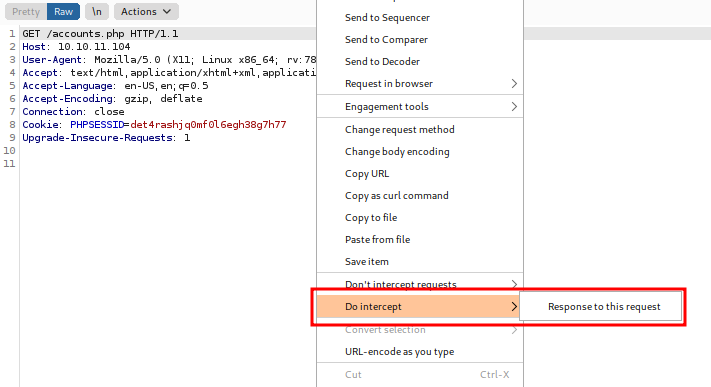 Pretty Raw \n Actions
1 GET /accounts.php HTTP/1.1
2 Host: 10.10.11.104
3 User-Agent: Mozilla/5.0 (X11; Linux x86_64; rv:78
4 Accept: text/html,application/xhtml+xml,applicati
5 Accept-Language: en-US,en;q=0.5
6 Accept-Encoding: gzip, deflate
7 Connection: close
8 Cookie: PHPSESSID=det4rashjq0mf0l6egh38g7h77
9 Upgrade-Insecure-Requests: 1
10
11
Send to Sequencer
Send to Comparer
Send to Decoder
Request in browser
Engagement tools
Change request method
Change body encoding
Copy URL
Copy as curl command
Copy to file
Paste from file
Save item
Don't intercept requests
Do intercept
Response to this request
Convert selection
URL-encode as you type
Cut Ctrl-X